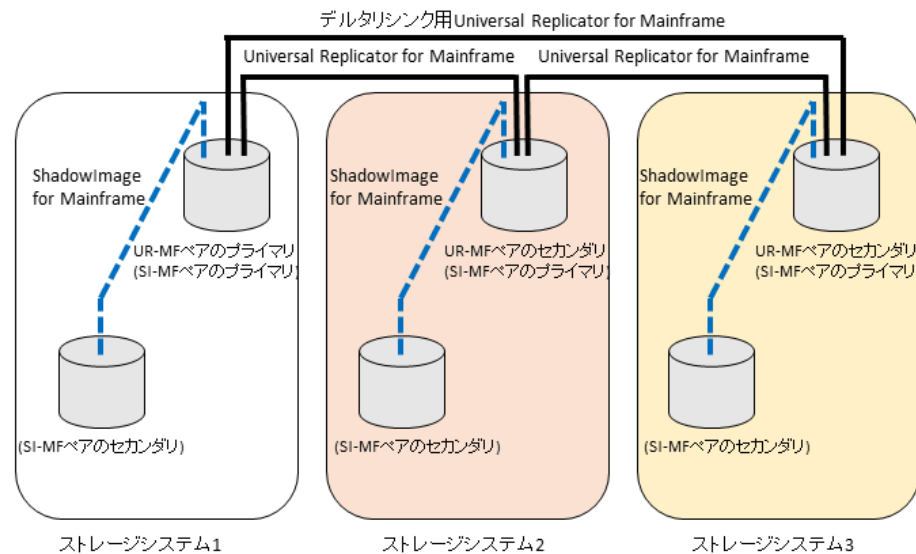 デルタリシンク用Universal Replicator for Mainframe
Universal Replicator for Mainframe
Universal Replicator for Mainframe
ShadowImage
for Mainframe
UR-MFペアのプライマリ
(SI-MFペアのプライマリ)
(SI-MFペアのセカンダリ)
ストレージシステム1
ShadowImage
for Mainframe
UR-MFペアのセカンダリ
(SI-MFペアのプライマリ)
(SI-MFペアのセカンダリ)
ストレージシステム2
ShadowImage
for Mainframe
UR-MFペアのセカンダリ
(SI-MFペアのプライマリ)
(SI-MFペアのセカンダリ)
ストレージシステム3